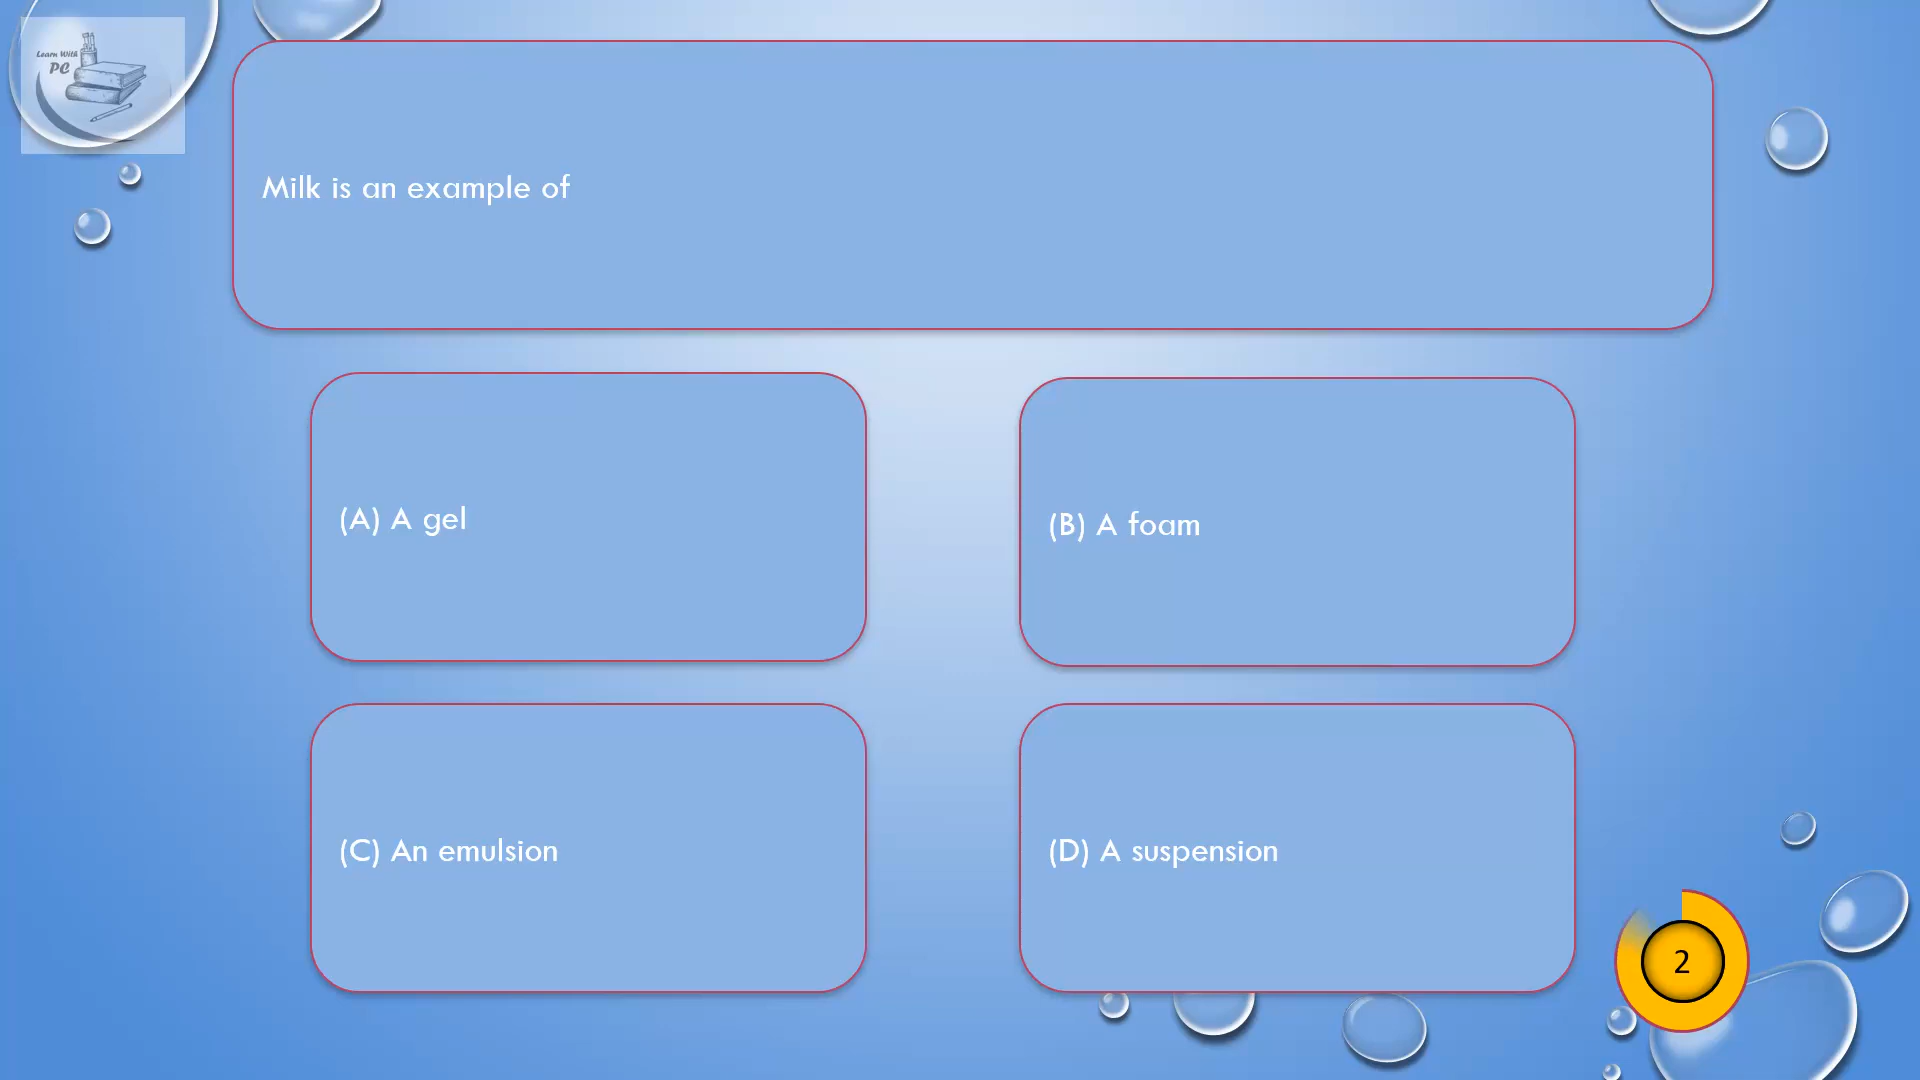 Learn With
PC
Milk is an example of
(A) A gel
(B) A foam
(C) An emulsion
(D) A suspension
2